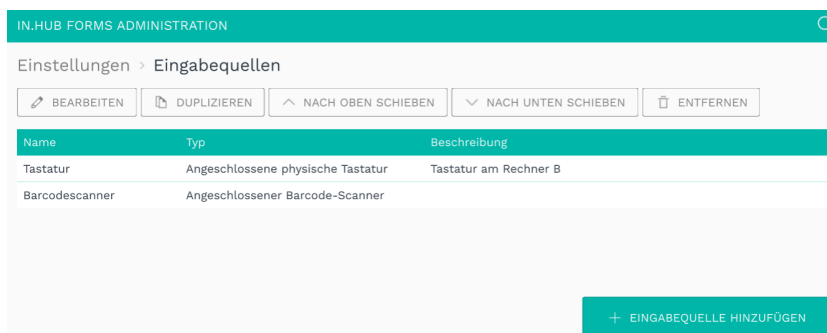 IN.HUB FORMS ADMINISTRATION
Einstellungen > Eingabequellen
BEARBEITEN DUPLIZIEREN NACH OBEN SCHIEBEN NACH UNTEN SCHIEBEN ENTFERNEN
Name Typ Beschreibung
Tastatur Angeschlossene physische Tastatur Tastatur am Rechner B
Barcodescanner Angeschlossener Barcode-Scanner
+ EINGABEQUELLE HINZUFÜGEN